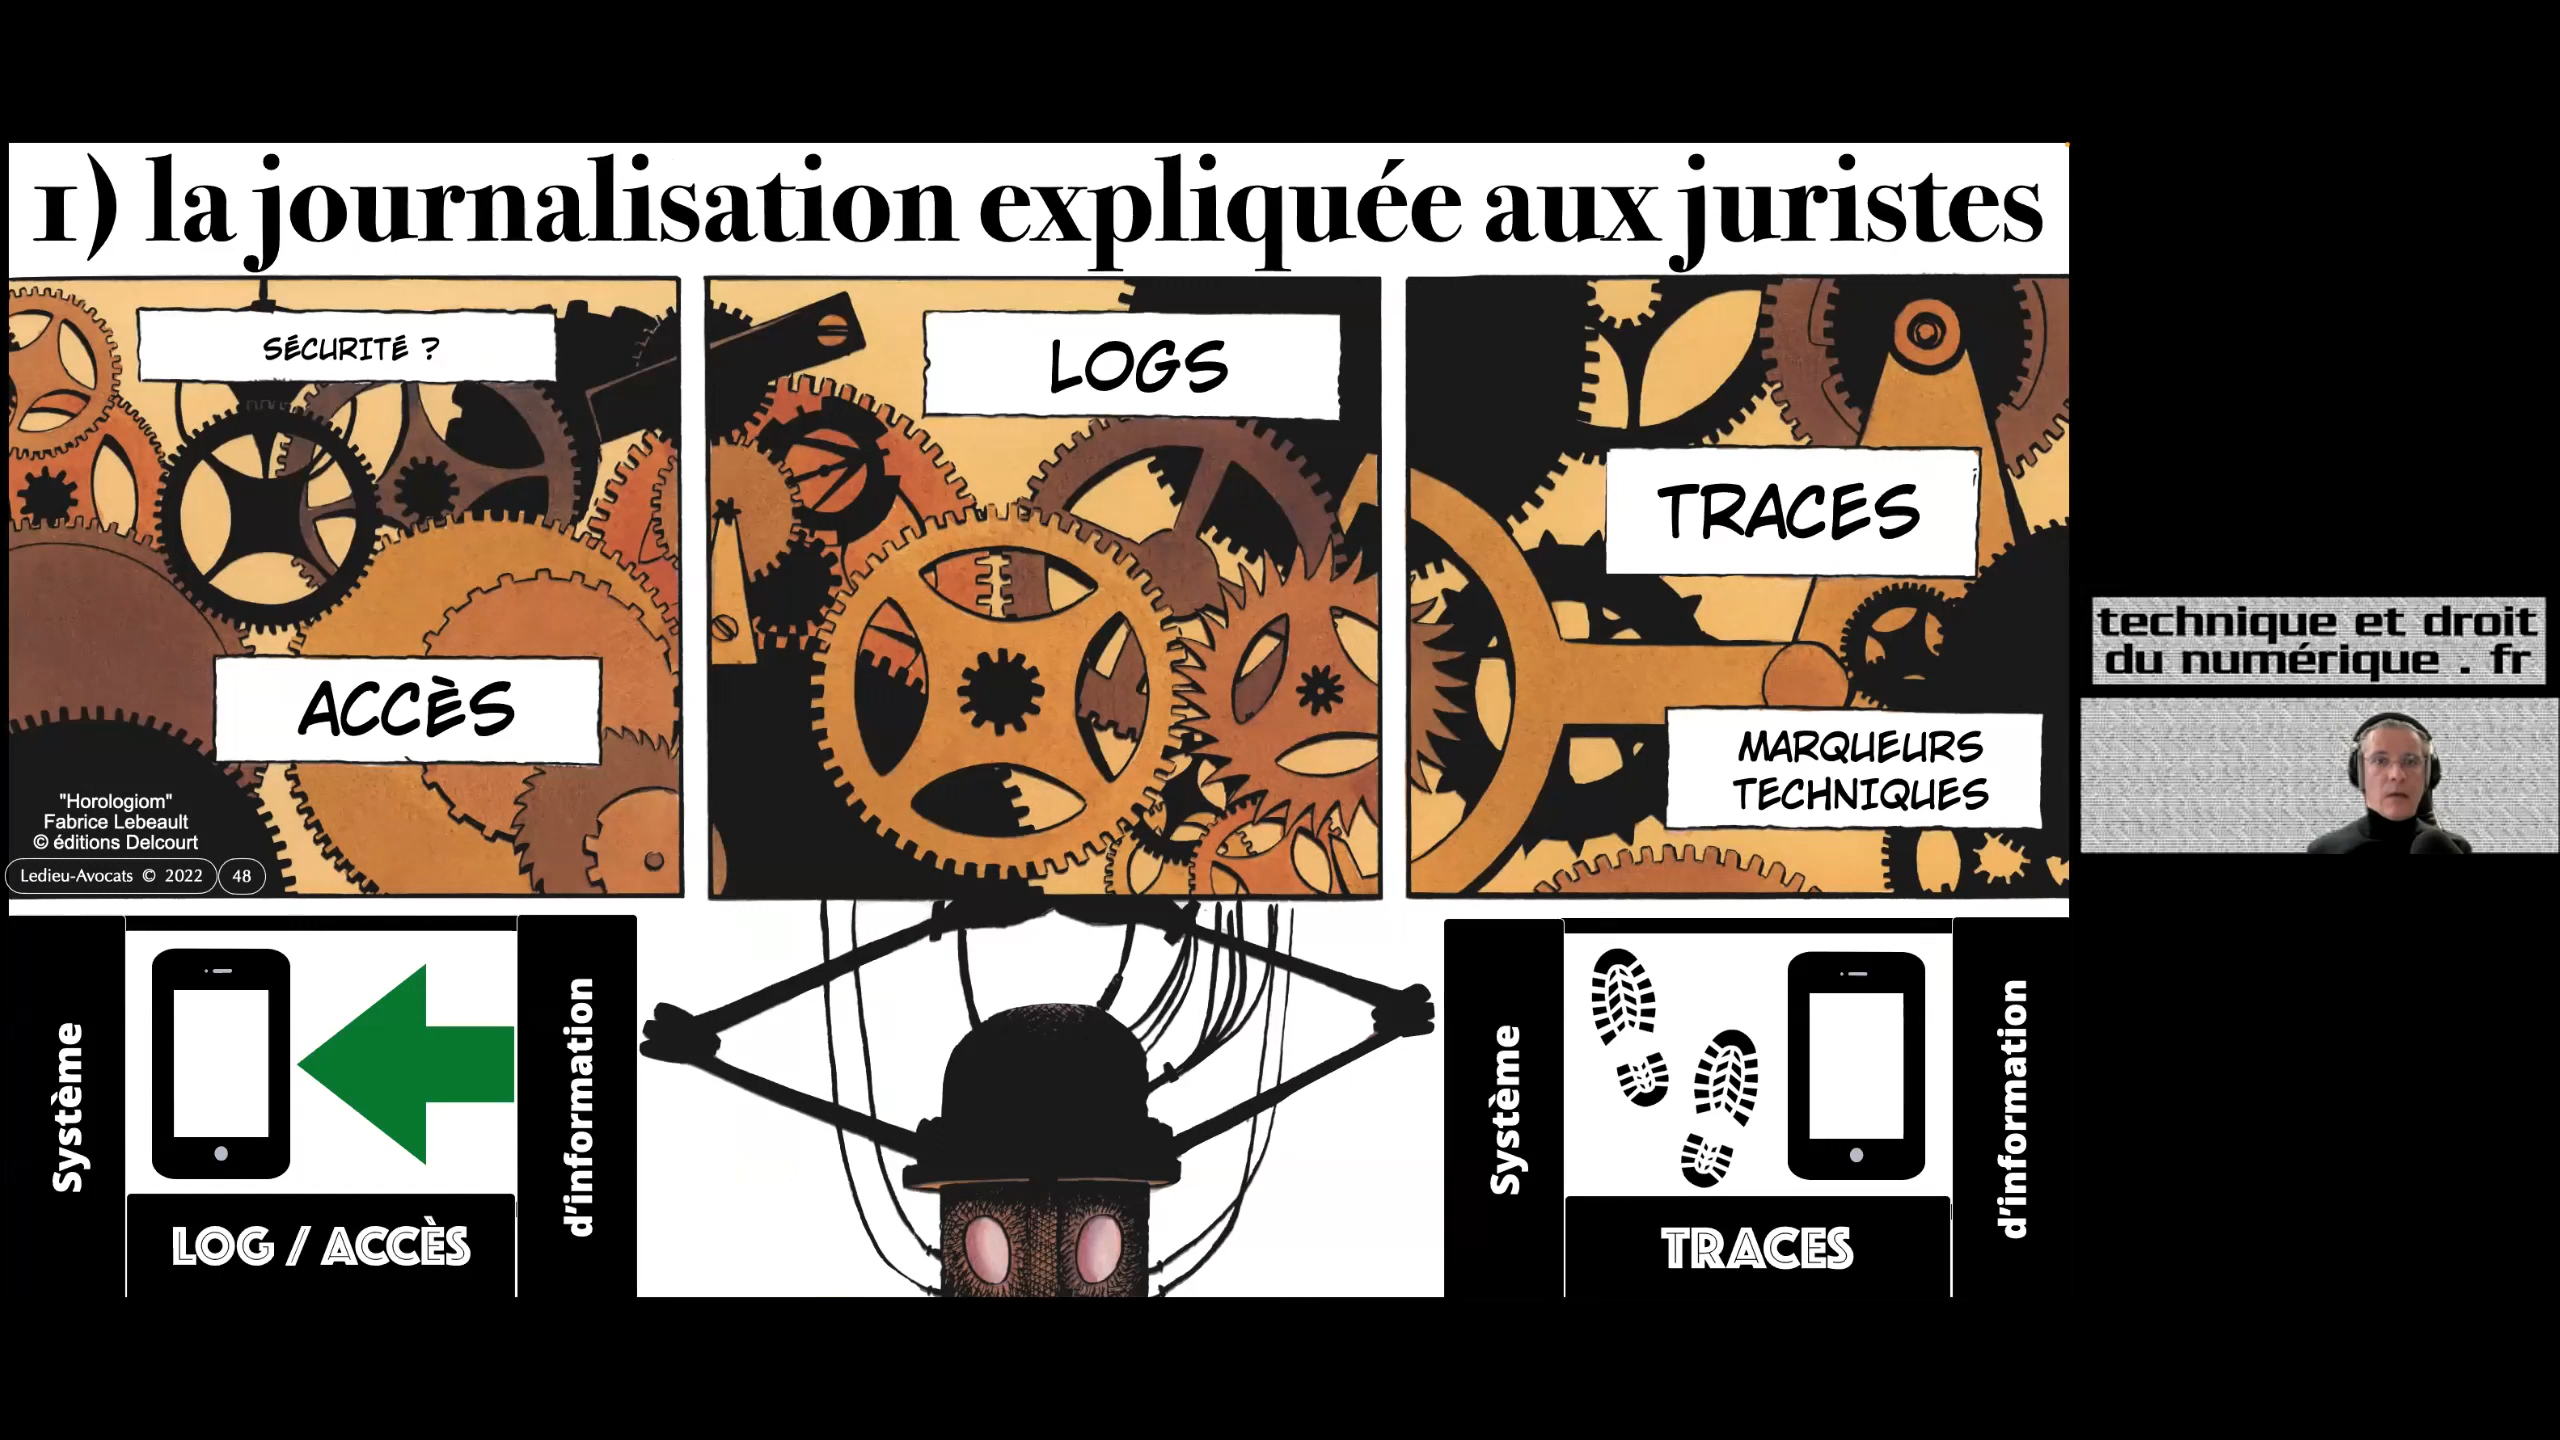 1) la journalisation expliquée aux juristes
SÉCURITÉ ?
LOGS
TRACES
ACCÈS
MARQUEURS
TECHNIQUES
"Horologiom"
Fabrice Lebeault
© éditions Delcourt
Ledieu-Avocats © 2022
48
technique et droit
du numérique . fr
Système
d'information
LOG / ACCÈS
Système
d'information
TRACES